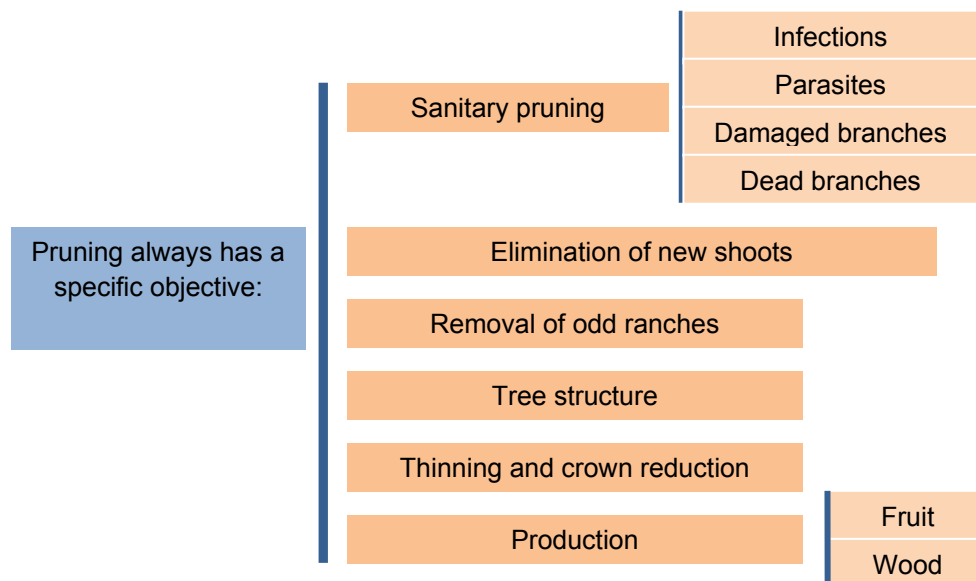 Pruning always has a
specific objective:
Sanitary pruning
Infections
Parasites
Damaged branches
Dead branches
Elimination of new shoots
Removal of odd ranches
Tree structure
Thinning and crown reduction
Production
Fruit
Wood